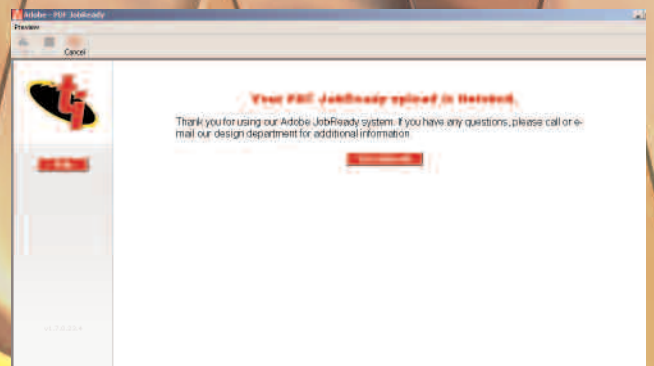 Adobe - PDF JobReady
Preview
Cancel
Your PDF JobReady upload is finished.
Thank you for using our Adobe JobReady system. If you have any questions, please call or e-
mail our design department for additional information